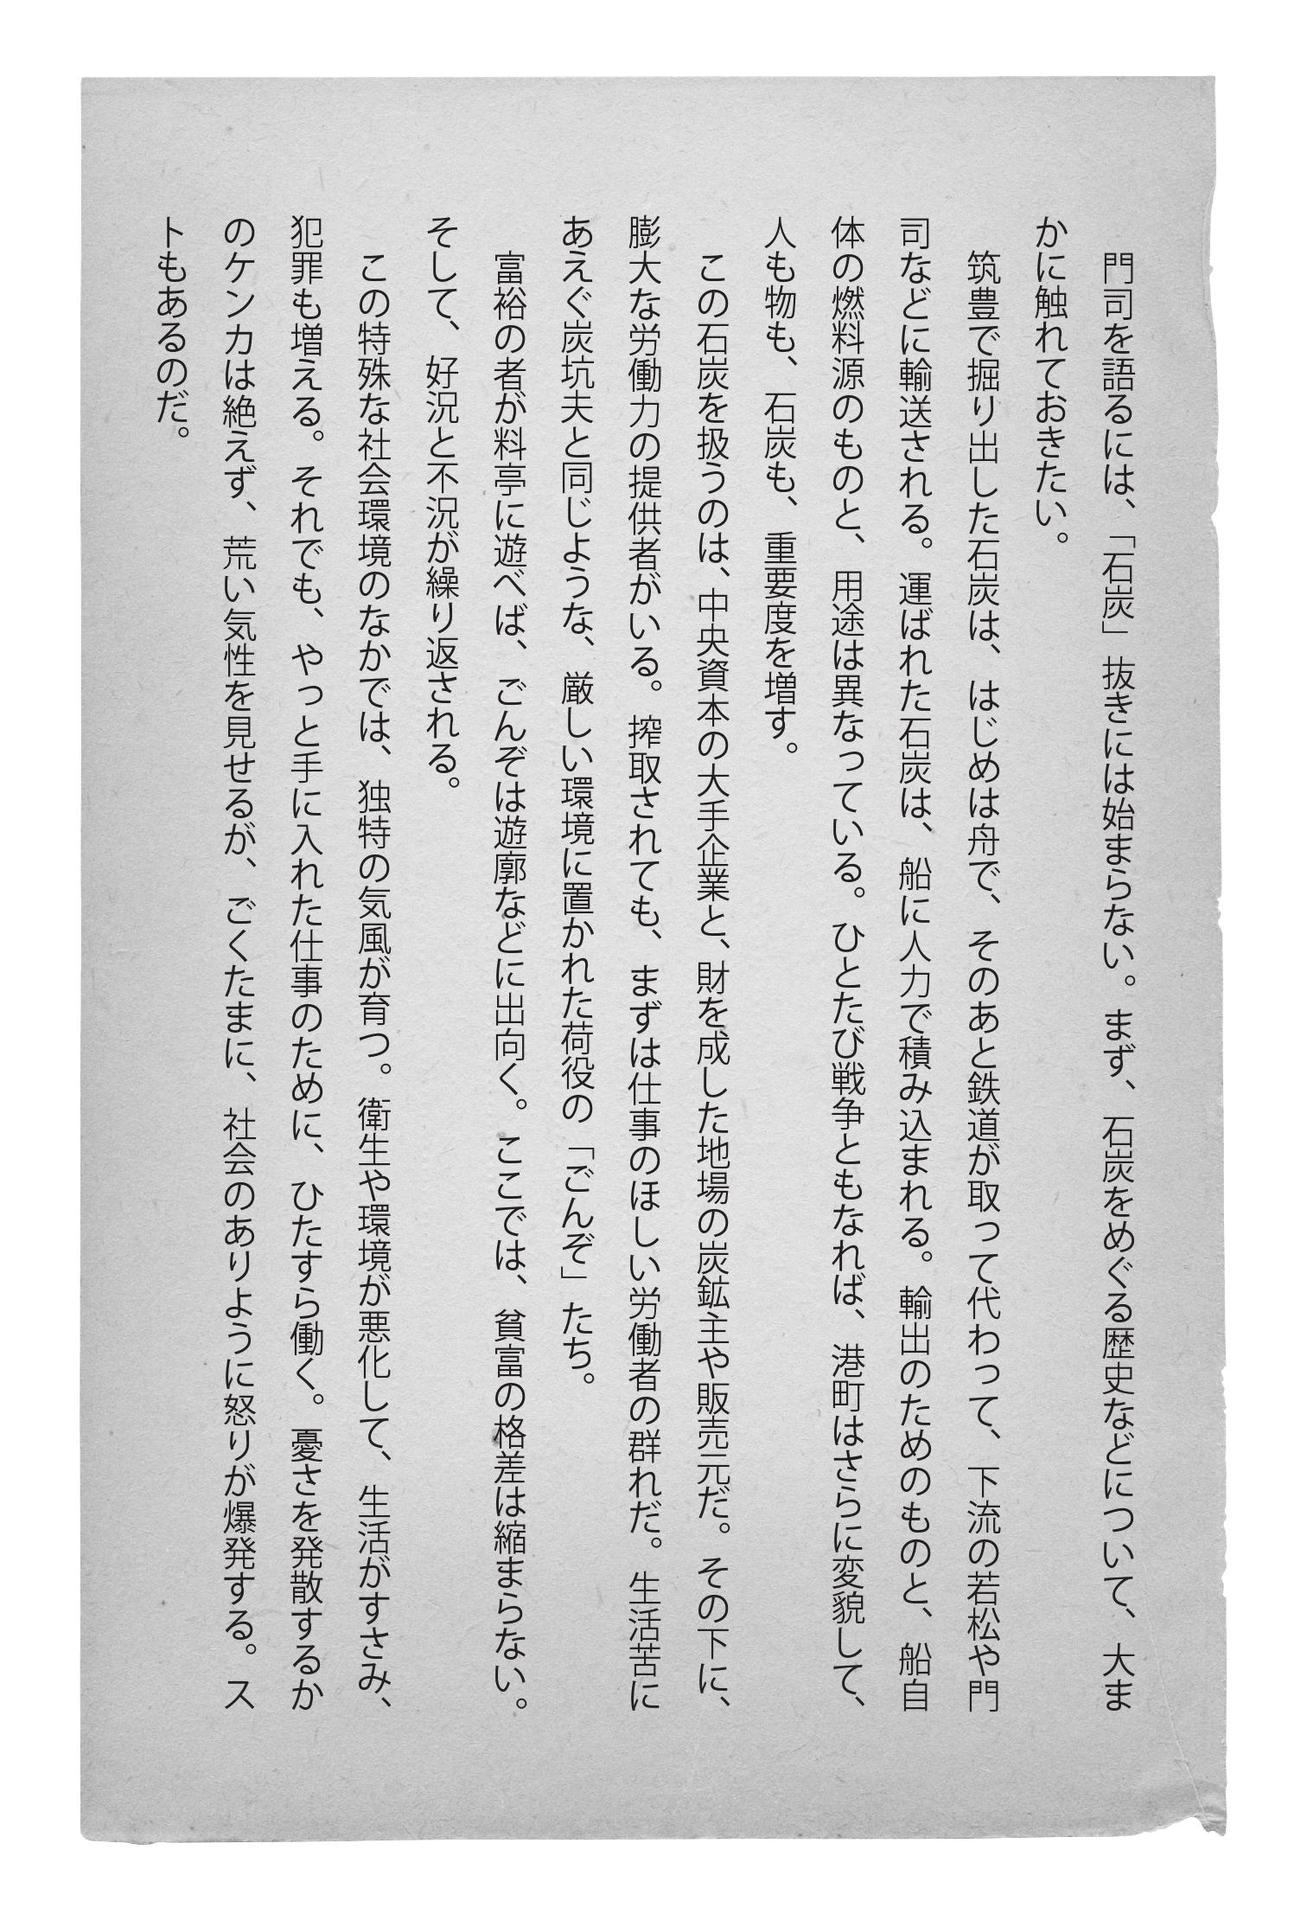 門司を語るには、「石炭」抜きには始まらない。まず、石炭をめぐる歴史などについて、大ま
かに触れておきたい。
筑豊で掘り出した石炭は、はじめは舟で、そのあと鉄道が取って代わって、下流の若松や門
司などに輸送される。運ばれた石炭は、船に人力で積み込まれる。輸出のためのものと、船自
体の燃料源のものと、用途は異なっている。ひとたび戦争ともなれば、港町はさらに変貌して、
人も物も、石炭も、重要度を増す。
この石炭を扱うのは、中央資本の大手企業と、財を成した地場の炭鉱主や販売元だ。その下に、
膨大な労働力の提供者がいる。搾取されても、まずは仕事のほしい労働者の群れだ。生活苦に
あえぐ炭坑夫と同じような、厳しい環境に置かれた荷役の「ごんぞ」たち。
富裕の者が料亭に遊べば、ごんぞは遊廓などに出向く。ここでは、貧富の格差は縮まらない。
そして、好況と不況が繰り返される。
この特殊な社会環境のなかでは、独特の気風が育つ。衛生や環境が悪化して、生活がすさみ、
犯罪も増える。それでも、やっと手に入れた仕事のために、ひたすら働く。憂さを発散するか
のケンカは絶えず、荒い気性を見せるが、ごくたまに、社会のありように怒りが爆発する。ス
トもあるのだ。